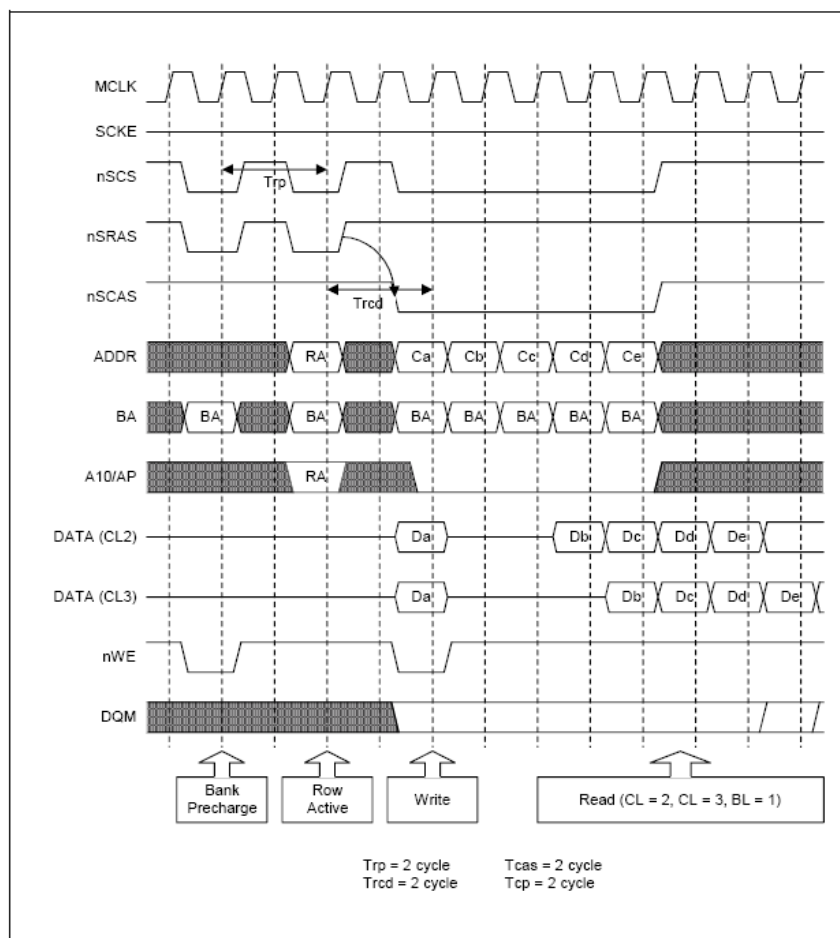 MCLK
SCKE
nSCS
Trp
nSRAS
nSCAS
Trcd
ADDR RA Ca Cb Cc Cd Ce
BA BA BA BA BA BA BA BA
A10/AP RA
DATA (CL2) Da Db Dc Dd De
DATA (CL3) Da Db Dc Dd De
nWE
DQM
Bank
Precharge
Row
Active
Write
Read (CL = 2, CL = 3, BL = 1)
Trp = 2 cycle Tcas = 2 cycle
Trcd = 2 cycle Tcp = 2 cycle